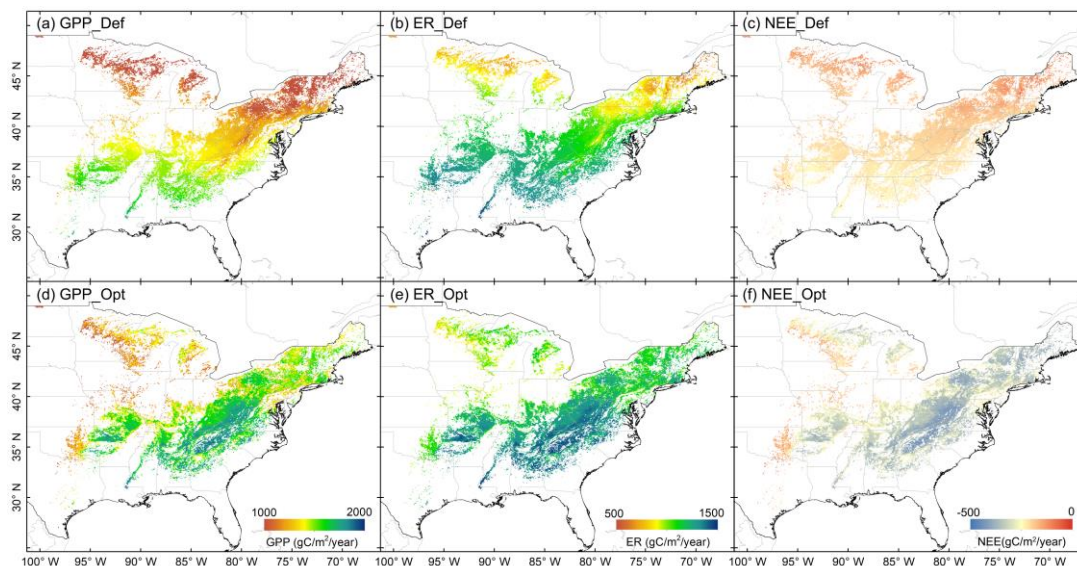 (a) GPP_Def
(b) ER_Def
(c) NEE_Def
45° N
40° N
35° N
30° N
(d) GPP_Opt
(e) ER_Opt
(f) NEE_Opt
45° N
40° N
35° N
30° N
1000 2000
GPP (gC/m²/year)
500 1500
ER (gC/m²/year)
-500 0
NEE(gC/m²/year)
100° W 95° W 90° W 85° W 80° W 75° W 70° W
100° W 95° W 90° W 85° W 80° W 75° W 70° W
100° W 95° W 90° W 85° W 80° W 75° W 70° W